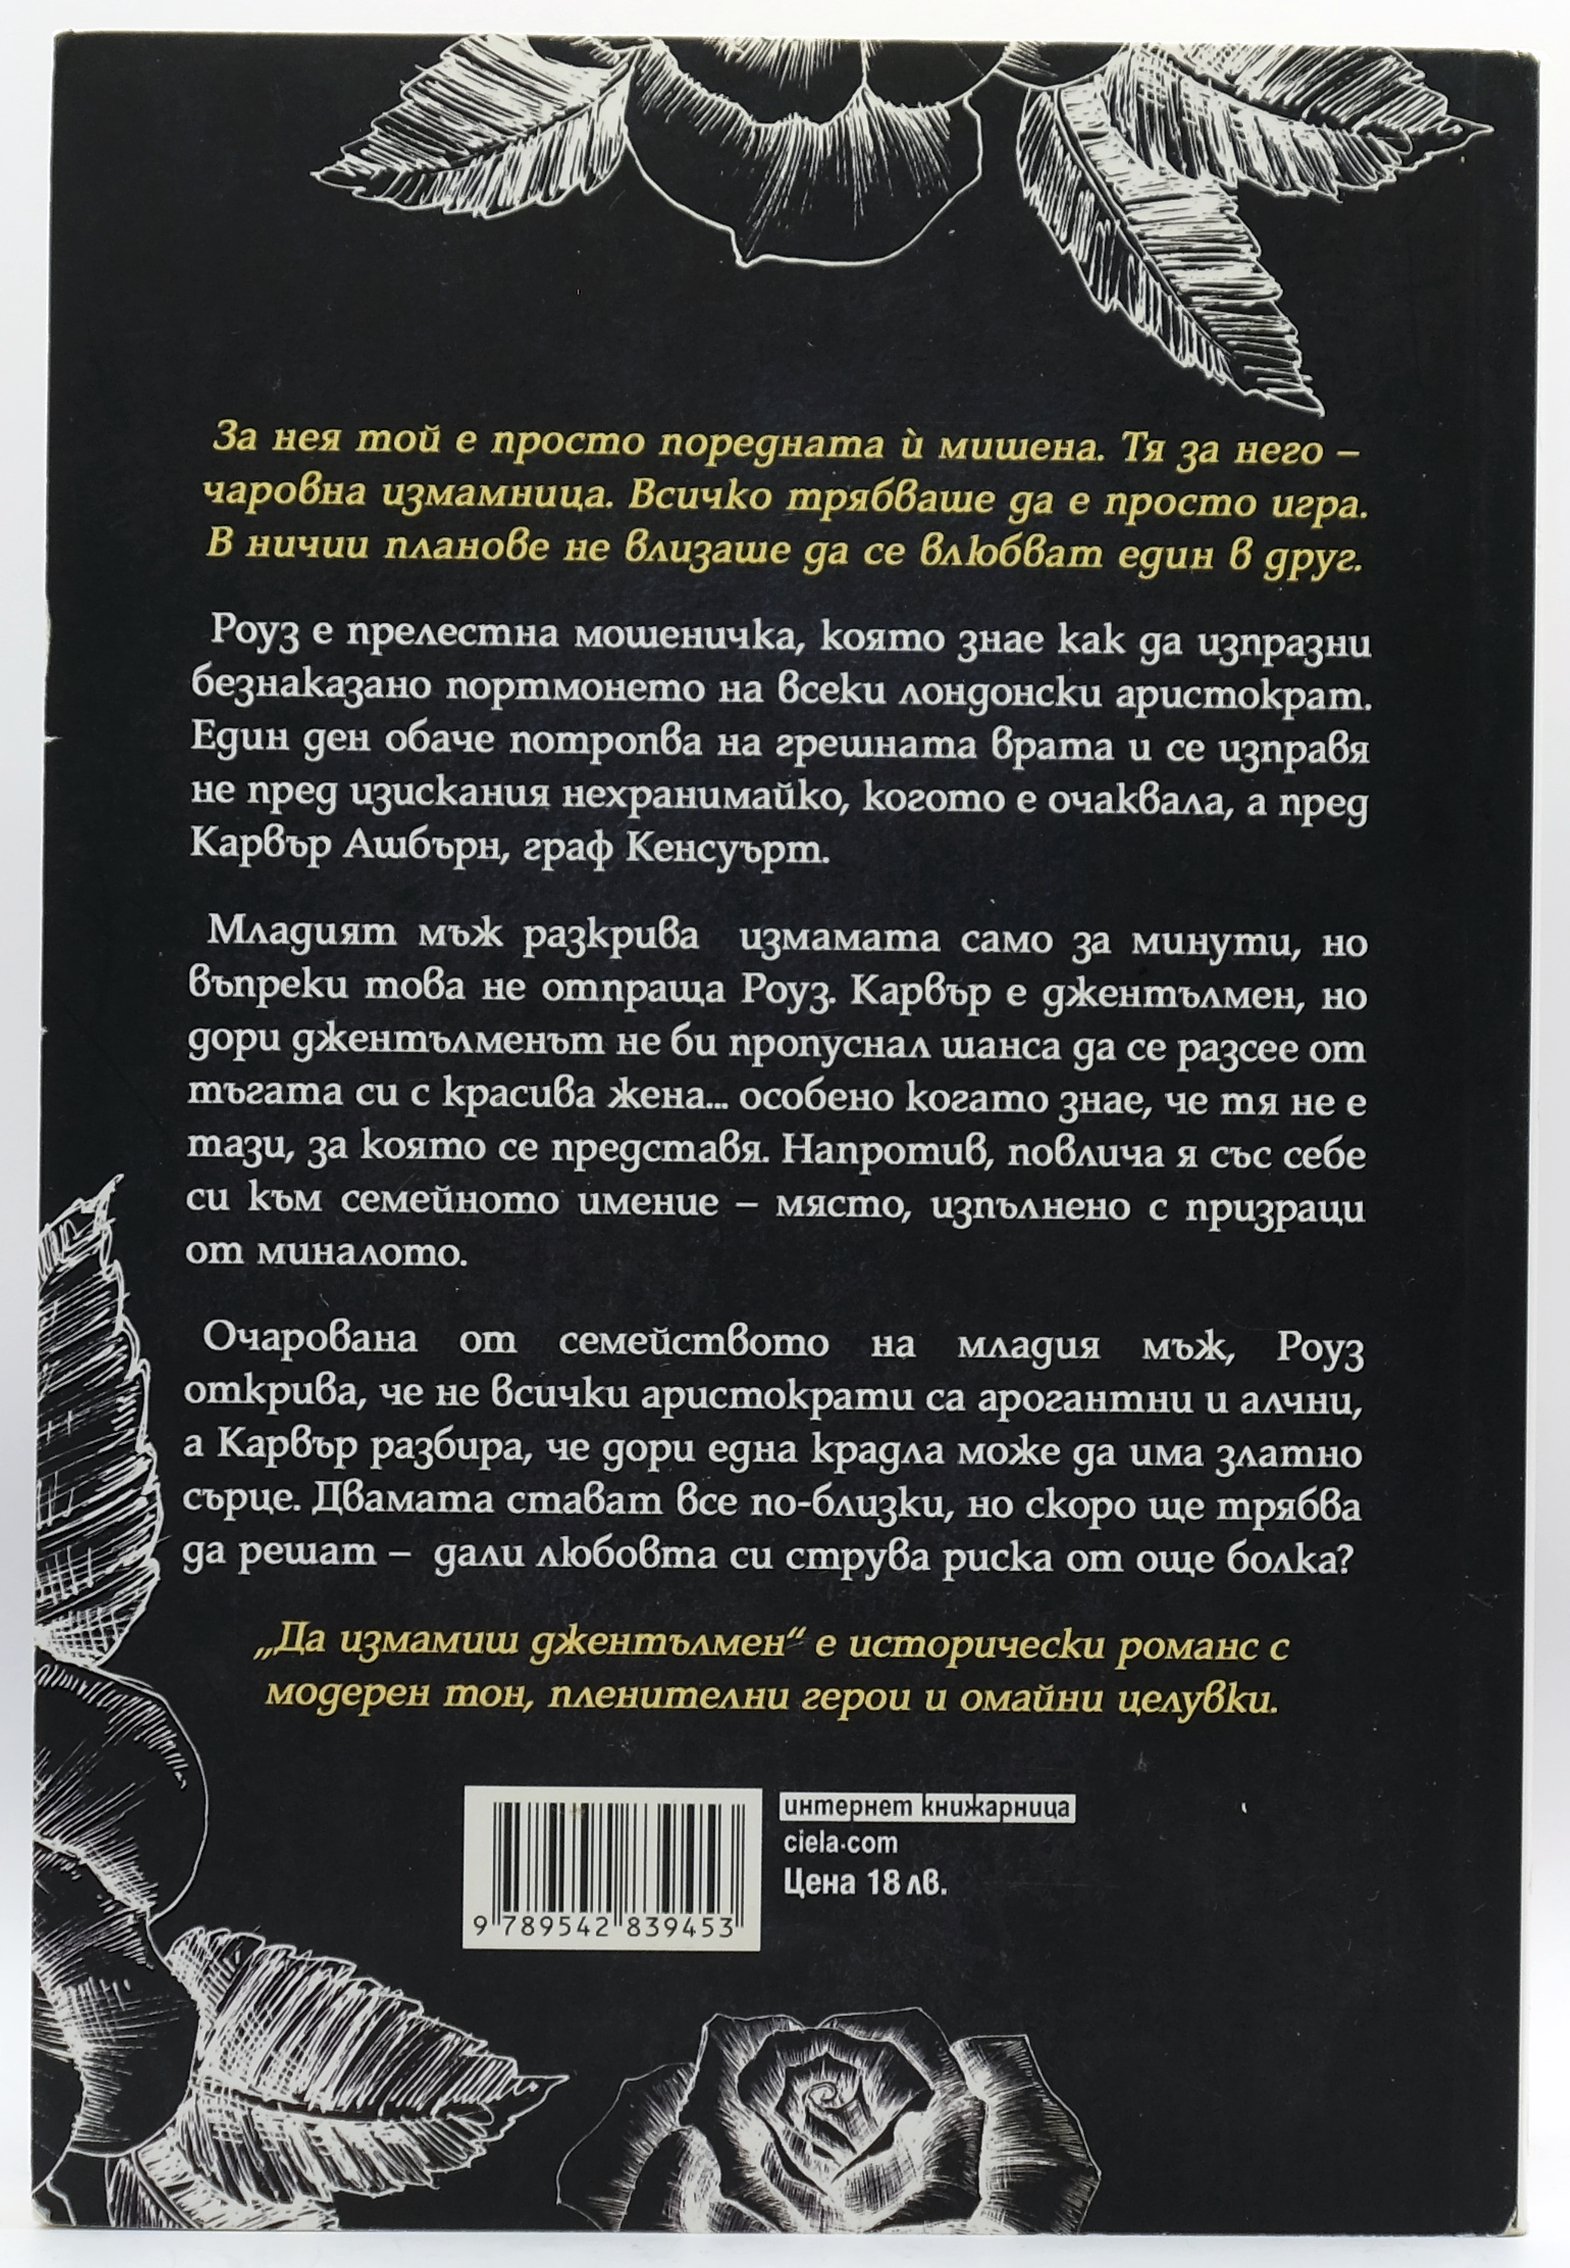 За нея той е просто поредната ѝ мишена. Тя за него –
чаровна измамница. Всичко трябваше да е просто игра.
В ничии планове не влизаше да се влюбват един в друг.
Роуз е прелестна мошеничка, която знае как да изпразни
безнаказано портмонето на всеки лондонски аристократ.
Един ден обаче потропва на грешната врата и се изправя
не пред изискания нехранимайко, когото е очаквала, а пред
Карвър Ашбърн, граф Кенсуърт.
Младият мъж разкрива измамата само за минути, но
въпреки това не отпраща Роуз. Карвър е джентълмен, но
дори джентълменът не би пропуснал шанса да се разсее от
тъгата си с красива жена... особено когато знае, че тя не е
тази, за която се представя. Напротив, повлича я със себе
си към семейното имение – място, изпълнено с призраци
от миналото.
Очарована от семейството на младия мъж, Роуз
открива, че не всички аристократи са арогантни и алчни,
а Карвър разбира, че дори една крадла може да има златно
сърце. Двамата стават все по-близки, но скоро ще трябва
да решат – дали любовта си струва риска от още болка?
„Да измамиш джентълмен“ е исторически романс с
модерен тон, пленителни герои и омайни целувки.
интернет книжарница
ciela.com
Цена 18 лв.
9 789542 839453